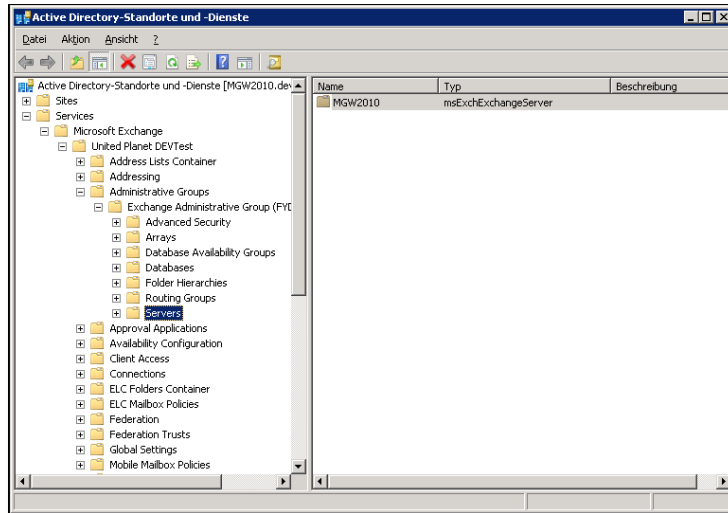 Active Directory-Standorte und -Dienste
Datei Aktion Ansicht ?
Active Directory-Standorte und -Dienste [MGW2010.dev
Sites
Services
Microsoft Exchange
United Planet DEVTest
Address Lists Container
Addressing
Administrative Groups
Exchange Administrative Group (FYD
Advanced Security
Arrays
Database Availability Groups
Databases
Folder Hierarchies
Routing Groups
Servers
Approval Applications
Availability Configuration
Client Access
Connections
ELC Folders Container
ELC Mailbox Policies
Federation
Federation Trusts
Global Settings
Mobile Mailbox Policies
Name Typ Beschreibung
MGW2010 msExchExchangeServer